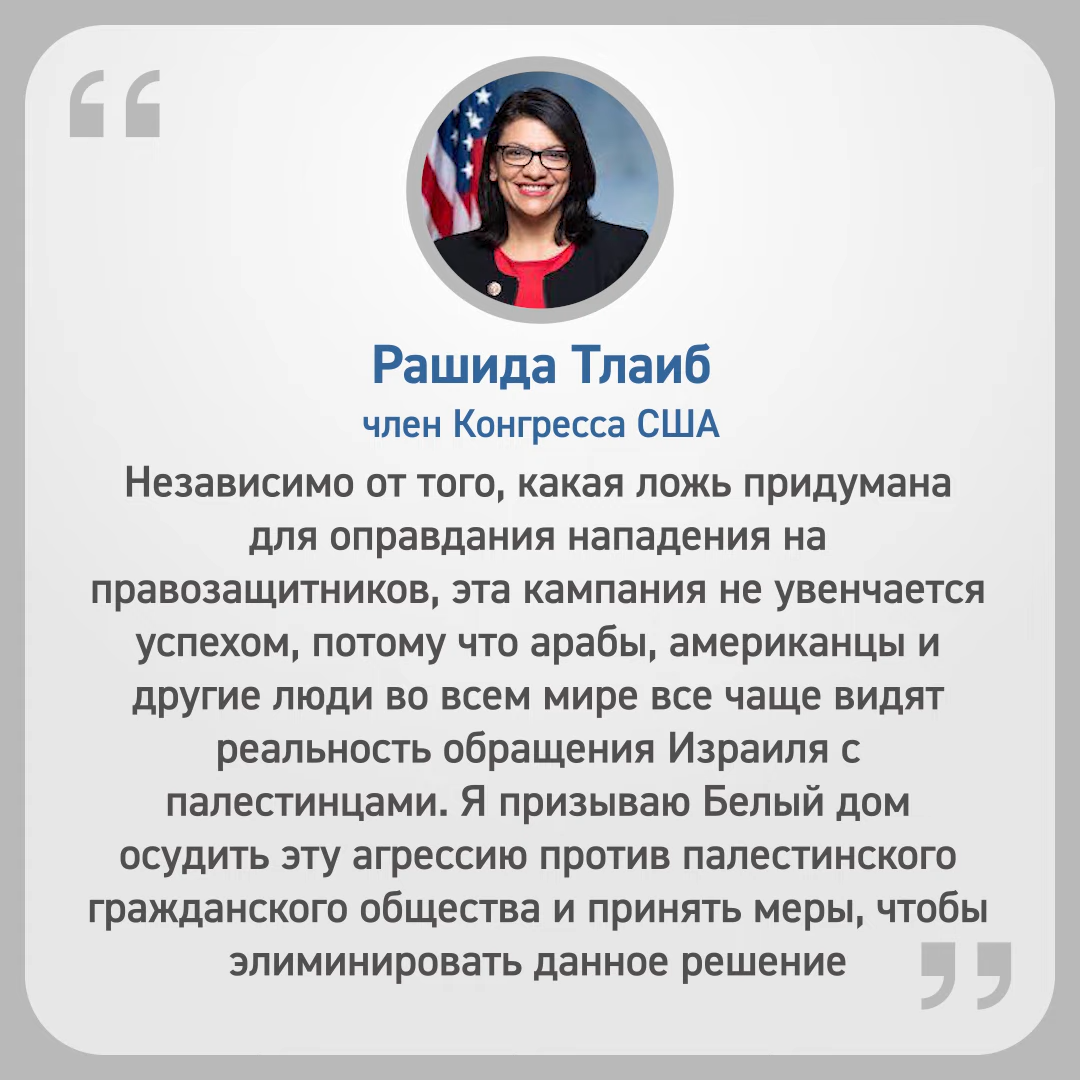 Рашида Тлаиб
член Конгресса США
Независимо от того, какая ложь придумана
для оправдания нападения на
правозащитников, эта кампания не увенчается
успехом, потому что арабы, американцы и
другие люди во всем мире все чаще видят
реальность обращения Израиля с
палестинцами. Я призываю Белый дом
осудить эту агрессию против палестинского
гражданского общества и принять меры, чтобы
элиминировать данное решение